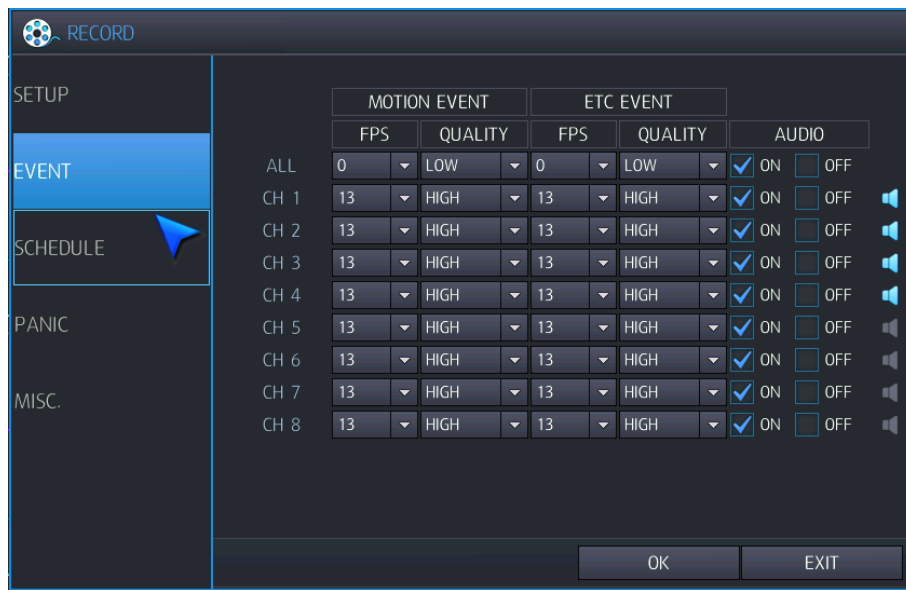 RECORD
SETUP
EVENT
SCHEDULE
PANIC
MISC.
MOTION EVENT ETC EVENT
FPS QUALITY FPS QUALITY AUDIO
ALL 0 LOW 0 LOW ON OFF
CH 1 13 HIGH 13 HIGH ON OFF
CH 2 13 HIGH 13 HIGH ON OFF
CH 3 13 HIGH 13 HIGH ON OFF
CH 4 13 HIGH 13 HIGH ON OFF
CH 5 13 HIGH 13 HIGH ON OFF
CH 6 13 HIGH 13 HIGH ON OFF
CH 7 13 HIGH 13 HIGH ON OFF
CH 8 13 HIGH 13 HIGH ON OFF
OK EXIT